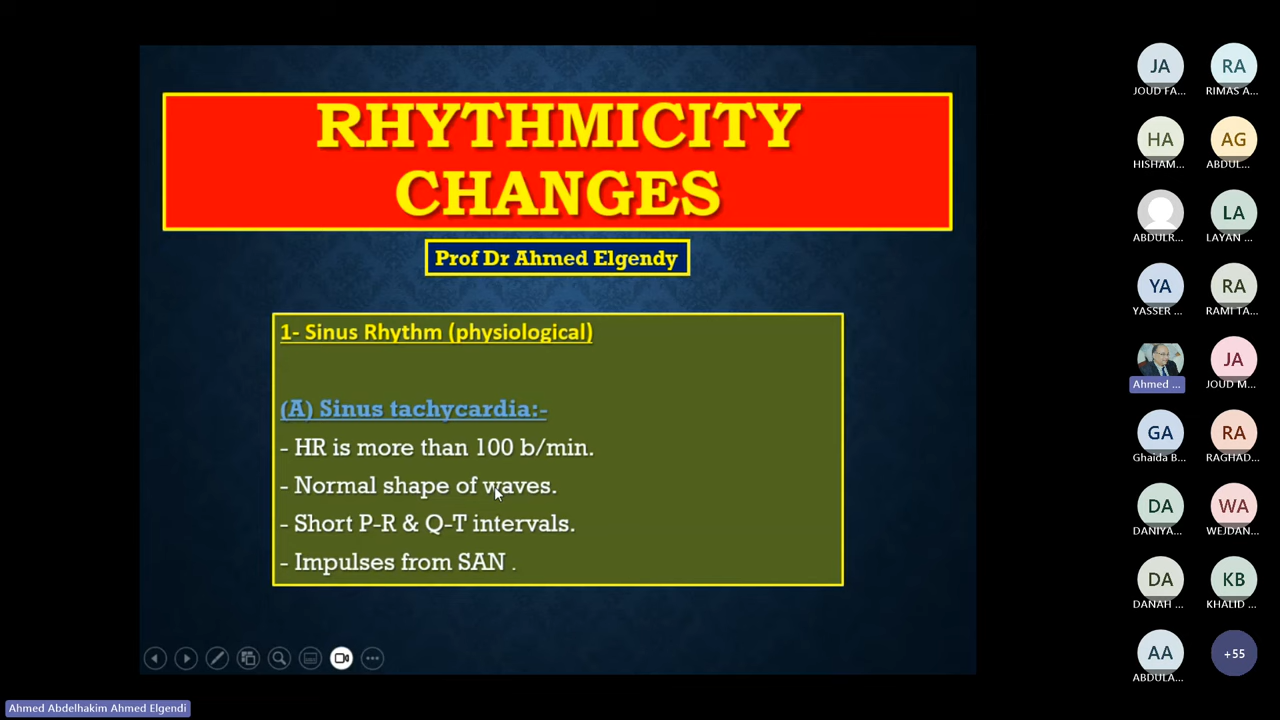 RHYTHMICITY
CHANGES
Prof Dr Ahmed Elgendy
1- Sinus Rhythm (physiological)
(A) Sinus tachycardia:-
- HR is more than 100 b/min.
- Normal shape of waves.
- Short P-R & Q-T intervals.
- Impulses from SAN .
JA
JOUD FA...
RA
RIMAS A...
HA
HISHAM...
AG
ABDUL...
ABDULR...
LA
LAYAN ...
YA
YASSER ...
RA
RAMI TA...
Ahmed ...
JA
JOUD M...
GA
Ghaida B...
RA
RAGHAD...
DA
DANIYA...
WA
WEJDAN...
DA
DANAH ...
KB
KHALID ...
AA
ABDULA...
+55
Ahmed Abdelhakim Ahmed Elgendi